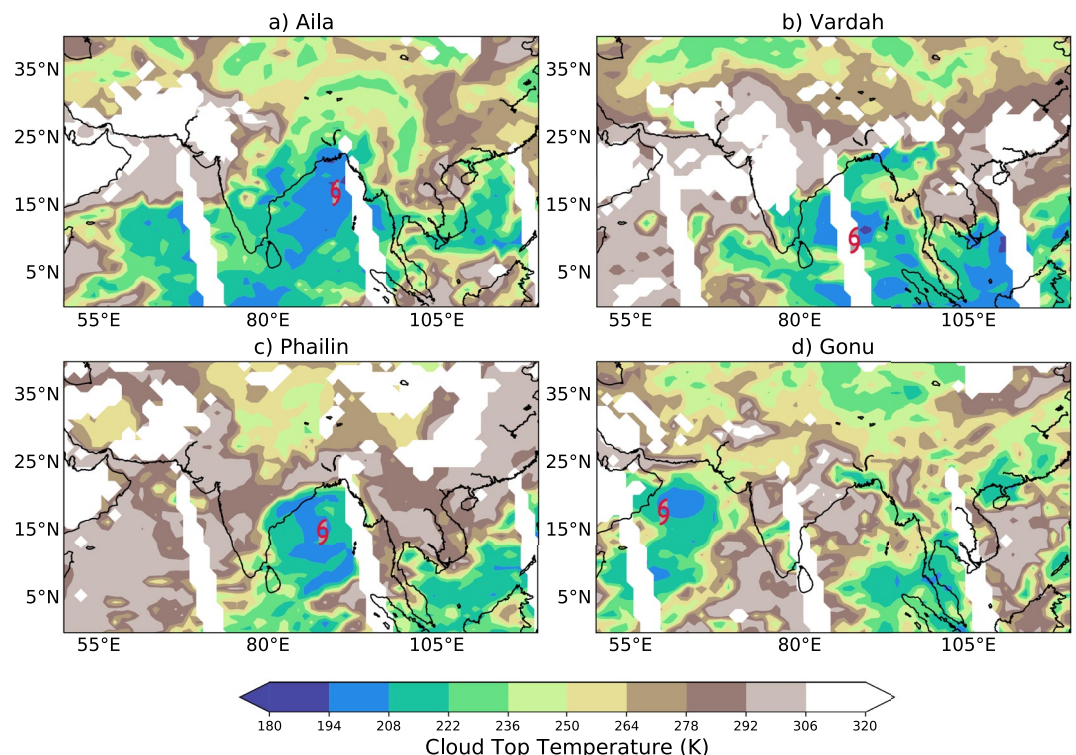 a) Aila
b) Vardah
35°N
35°N
25°N
25°N
15°N
15°N
5°N
5°N
55°E 80°E 105°E
55°E 80°E 105°E
c) Phailin
d) Gonu
35°N
35°N
25°N
25°N
15°N
15°N
5°N
5°N
55°E 80°E 105°E
55°E 80°E 105°E
180 194 208 222 236 250 264 278 292 306 320
Cloud Top Temperature (K)